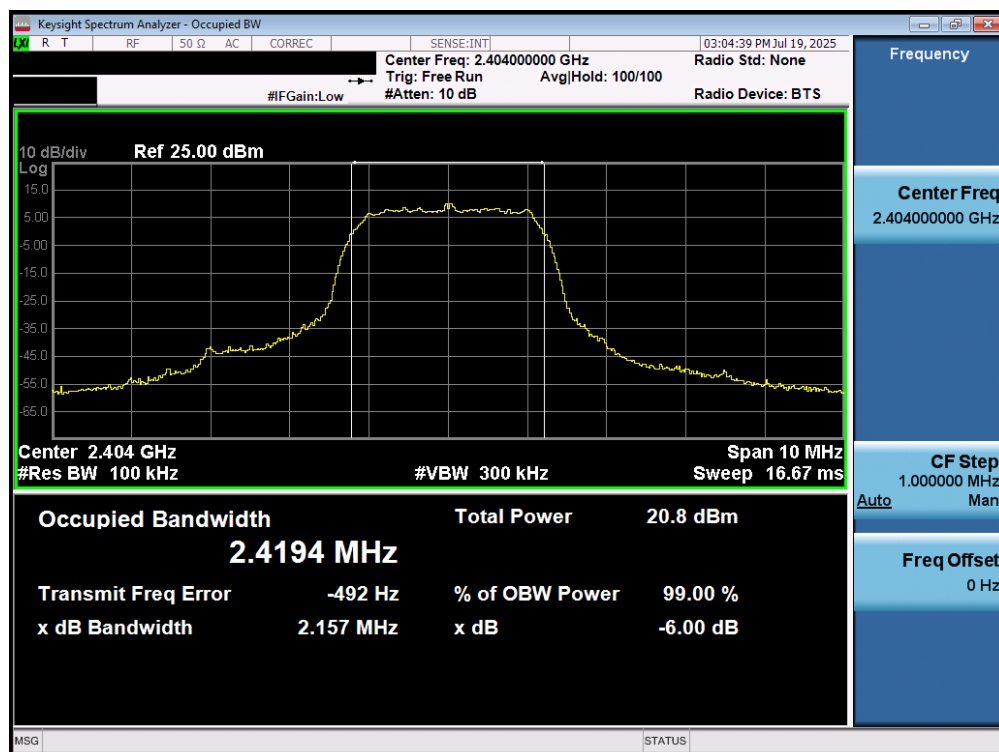 Keysight Spectrum Analyzer - Occupied BW
LXI R T RF 50 Ω AC CORREC SENSE:INT 03:04:39 PM Jul 19, 2025
Center Freq: 2.404000000 GHz Radio Std: None
Trig: Free Run Avg|Hold: 100/100
#IFGain:Low #Atten: 10 dB Radio Device: BTS
10 dB/div Ref 25.00 dBm
Log
15.0
5.00
-5.00
-15.0
-25.0
-35.0
-45.0
-55.0
-65.0
Center 2.404 GHz Span 10 MHz
#Res BW 100 kHz #VBW 300 kHz Sweep 16.67 ms
Occupied Bandwidth Total Power 20.8 dBm
2.4194 MHz
Transmit Freq Error -492 Hz % of OBW Power 99.00 %
x dB Bandwidth 2.157 MHz x dB -6.00 dB
MSG STATUS
Frequency
Center Freq
2.404000000 GHz
CF Step
1.000000 MHz
Auto Man
Freq Offset
0 Hz